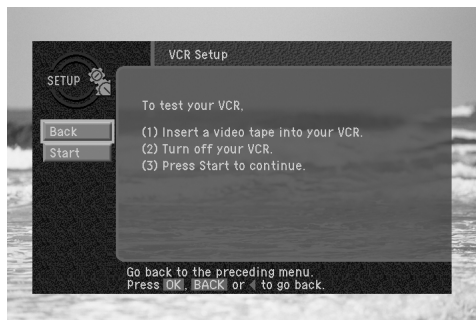 VCR Setup
SETUP
To test your VCR,
Back
(1) Insert a video tape into your VCR.
Start
(2) Turn off your VCR.
(3) Press Start to continue.
Go back to the preceding menu.
Press OK, BACK or ◀ to go back.